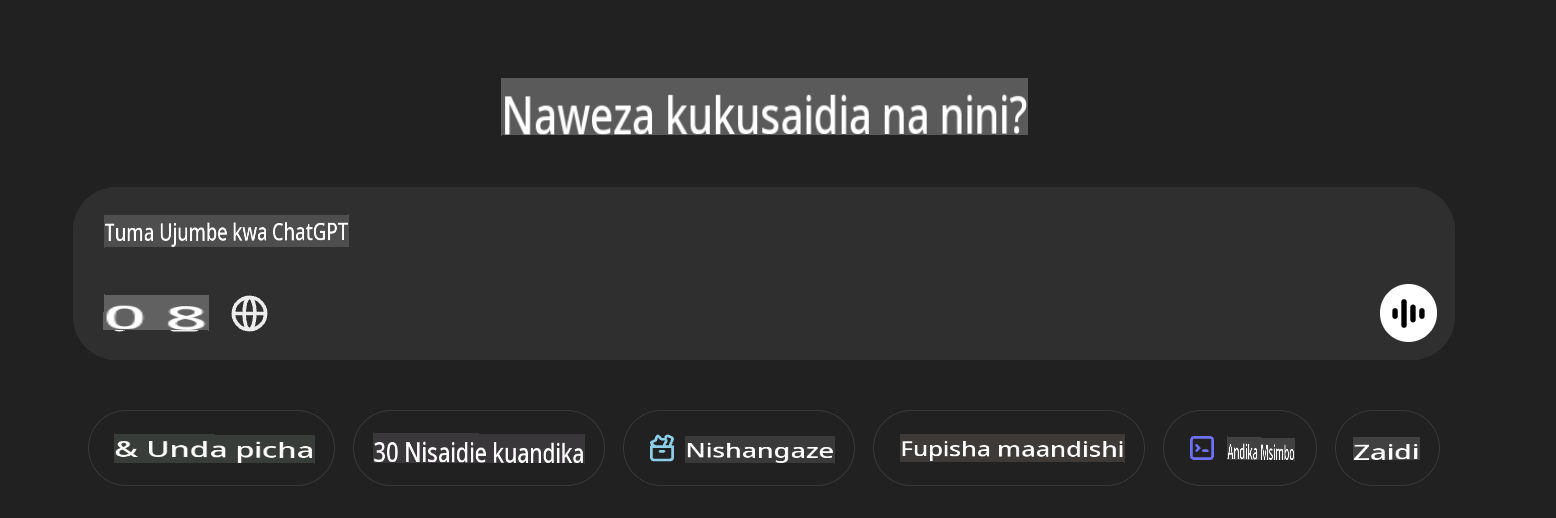 Naweza kukusaidia na nini?
Tuma Ujumbe kwa ChatGPT
0 8
& Unda picha
30 Nisaidie kuandika
Nishangaze
Fupisha maandishi
Andika Msimbo
Zaidi